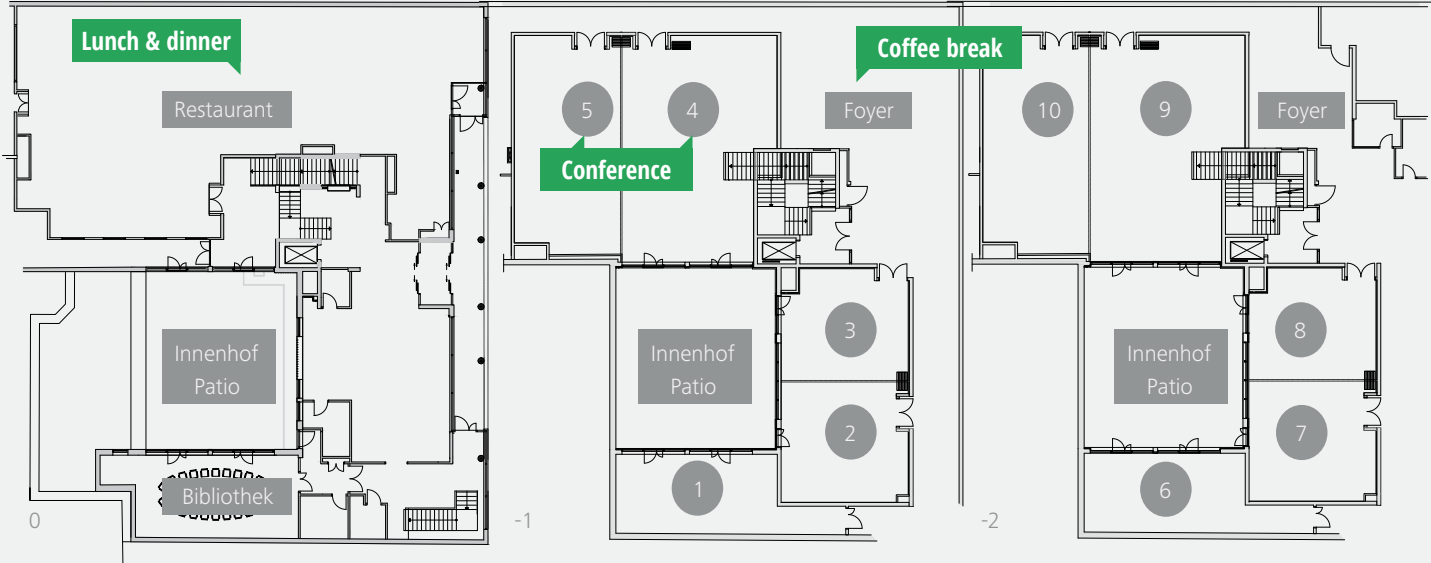 Lunch & dinner
Restaurant
Innenhof
Patio
Bibliothek
0
5
4
Conference
Coffee break
Foyer
3
Innenhof
Patio
2
1
-1
10
9
Foyer
8
Innenhof
Patio
7
6
-2